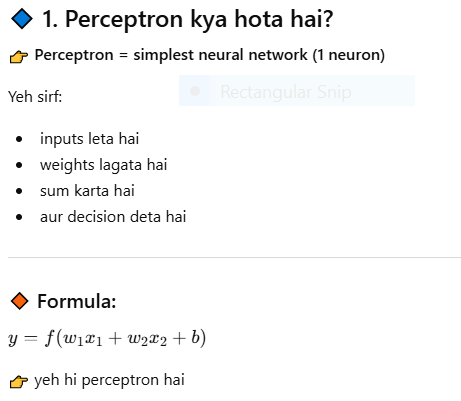 🔷 1. Perceptron kya hota hai?
👉 Perceptron = simplest neural network (1 neuron)
Rectangular Snip
Yeh sirf:
• inputs leta hai
• weights lagata hai
• sum karta hai
• aur decision deta hai
🔶 Formula:
y = f(w₁x₁ + w₂x₂ + b)
👉 yeh hi perceptron hai